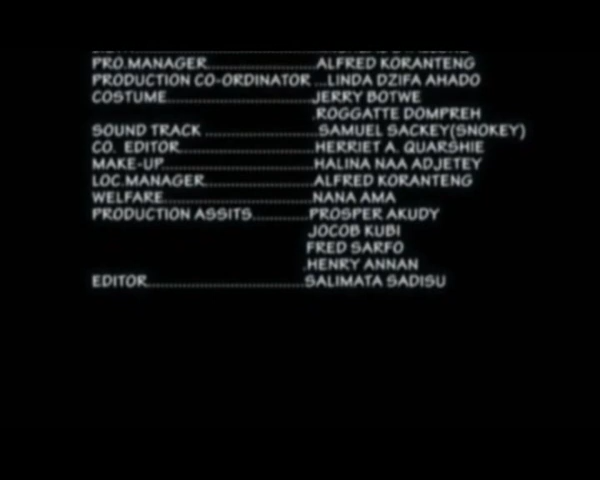 PRO.MANAGER......................ALFRED KORANTENG
PRODUCTION CO-ORDINATOR ...LINDA DZIFA AHADO
COSTUME.............................JERRY BOTWE
.ROGGATTE DOMPREH
SOUND TRACK ......................SAMUEL SACKEY(SNOKEY)
CO. EDITOR..........................HERRIET A. QUARSHIE
MAKE-UP..............................HALINA NAA ADJETEY
LOC.MANAGER......................ALFRED KORANTENG
WELFARE.............................NANA AMA
PRODUCTION ASSITS...........PROSPER AKUDY
JOCOB KUBI
FRED SARFO
.HENRY ANNAN
EDITOR...............................SALIMATA SADISU